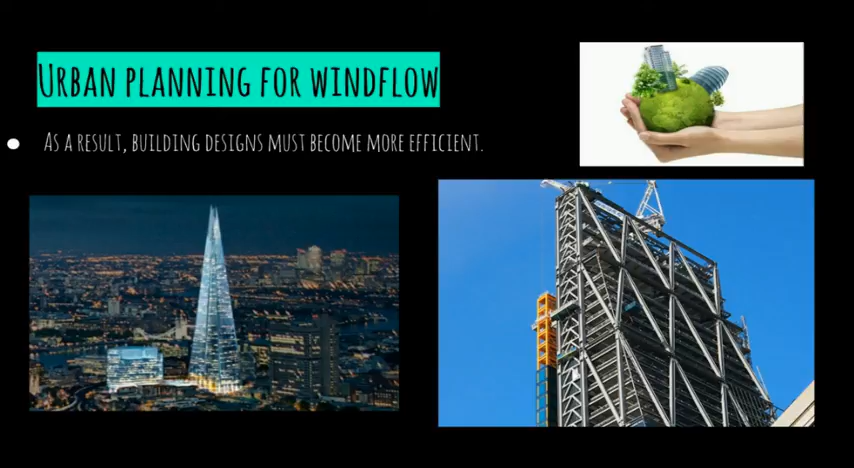 Urban planning for windflow
As a result, building designs must become more efficient.